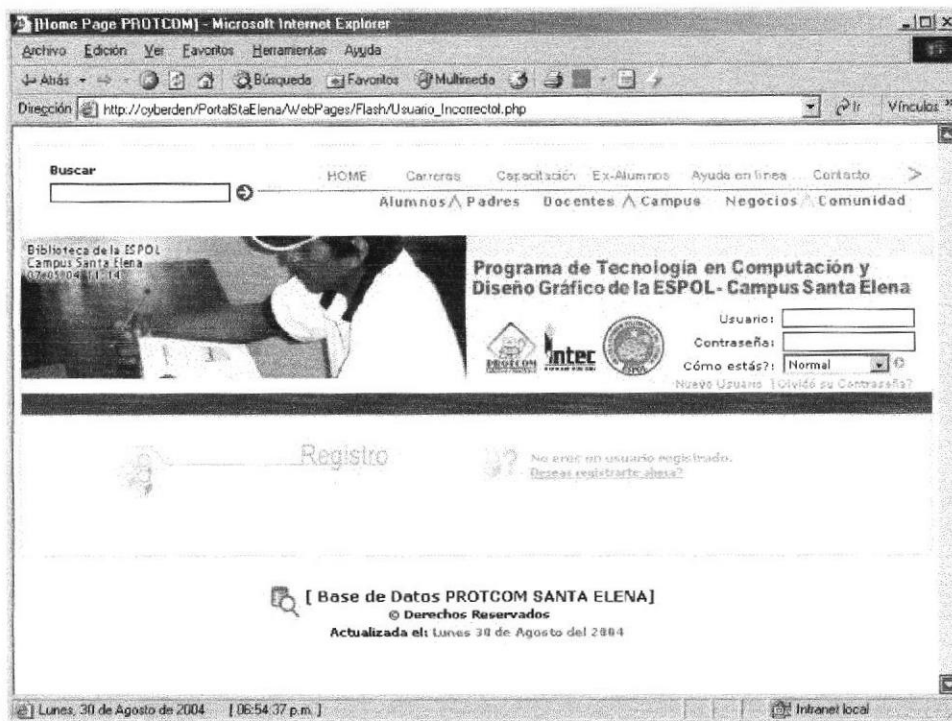 [Home Page PROTCOM] - Microsoft Internet Explorer
Archivo Edición Ver Favoritos Herramientas Ayuda
Atrás Búsqueda Favoritos Multimedia
Dirección http://cyberden/PortalStaElena/WebPages/Flash/Usuario_Incorrecto1.php Ir Vínculos »
Buscar
HOME Carreras Capacitación Ex-Alumnos Ayuda en linea Contacto >
Alumnos Padres Docentes Campus Negocios Comunidad
Biblioteca de la ESPOL
Campus Santa Elena
Programa de Tecnología en Computación y
Diseño Gráfico de la ESPOL- Campus Santa Elena
Usuario:
PROTCOM intec ESPOL
Contraseña:
Cómo estás?: Normal
Nuevo Usuario | Olvidó su Contraseña?
Registro
No eres un usuario registrado.
Deseas registrarte ahora?
[ Base de Datos PROTCOM SANTA ELENA]
© Derechos Reservados
Actualizada el: Lunes 30 de Agosto del 2004
Lunes, 30 de Agosto de 2004 [ 06:54:37 p.m. ] Intranet local